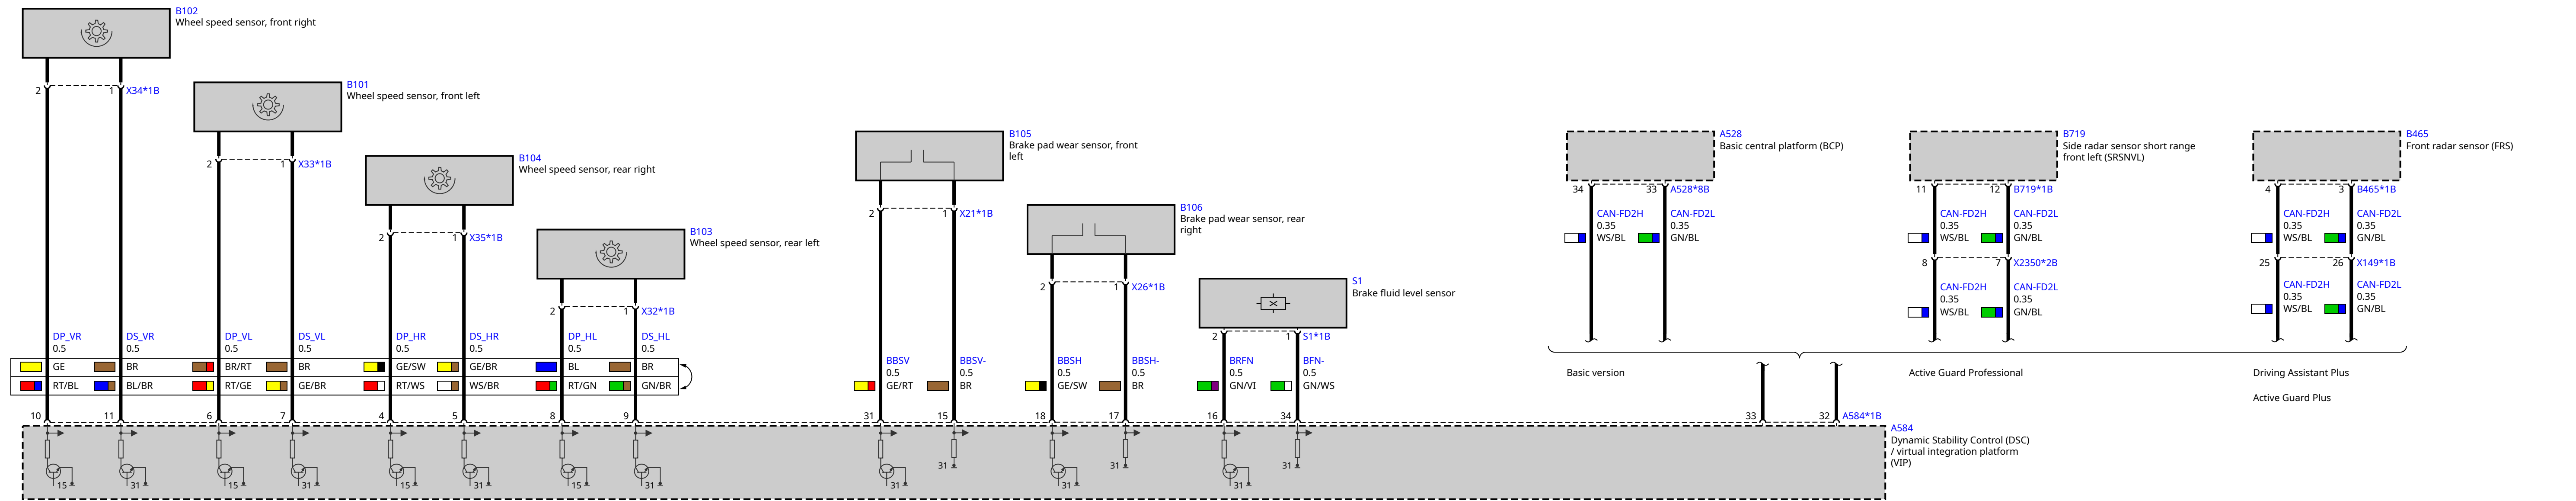 B102
Wheel speed sensor, front right
2
1
X34*1B
B101
Wheel speed sensor, front left
2
1
X33*1B
B104
Wheel speed sensor, rear right
2
1
X35*1B
B103
Wheel speed sensor, rear left
2
1
X32*1B
B105
Brake pad wear sensor, front
left
2
1
X21*1B
B106
Brake pad wear sensor, rear
right
2
1
X26*1B
S1
Brake fluid level sensor
2
1
S1*1B
A528
Basic central platform (BCP)
34
33
A528*8B
CAN-FD2H
0.35
WS/BL
CAN-FD2L
0.35
GN/BL
B719
Side radar sensor short range
front left (SRSNVL)
11
12
B719*1B
CAN-FD2H
0.35
WS/BL
CAN-FD2L
0.35
GN/BL
8
7
X2350*2B
CAN-FD2H
0.35
WS/BL
CAN-FD2L
0.35
GN/BL
B465
Front radar sensor (FRS)
4
3
B465*1B
CAN-FD2H
0.35
WS/BL
CAN-FD2L
0.35
GN/BL
25
26
X149*1B
CAN-FD2H
0.35
WS/BL
CAN-FD2L
0.35
GN/BL
DP_VR
0.5
GE
RT/BL
DS_VR
0.5
BR
BL/BR
DP_VL
0.5
BR/RT
RT/GE
DS_VL
0.5
BR
GE/BR
DP_HR
0.5
GE/SW
RT/WS
DS_HR
0.5
GE/BR
WS/BR
DP_HL
0.5
BL
RT/GN
DS_HL
0.5
BR
GN/BR
BBSV
0.5
GE/RT
BBSV-
0.5
BR
BBSH
0.5
GE/SW
BBSH-
0.5
BR
BRFN
0.5
GN/VI
BFN-
0.5
GN/WS
Basic version
Active Guard Professional
Driving Assistant Plus
Active Guard Plus
10
11
6
7
4
5
8
9
31
15
18
17
16
34
33
32
A584*1B
A584
Dynamic Stability Control (DSC)
/ virtual integration platform
(VIP)
15
31
15
31
15
31
15
31
31
31
31
31
31
31